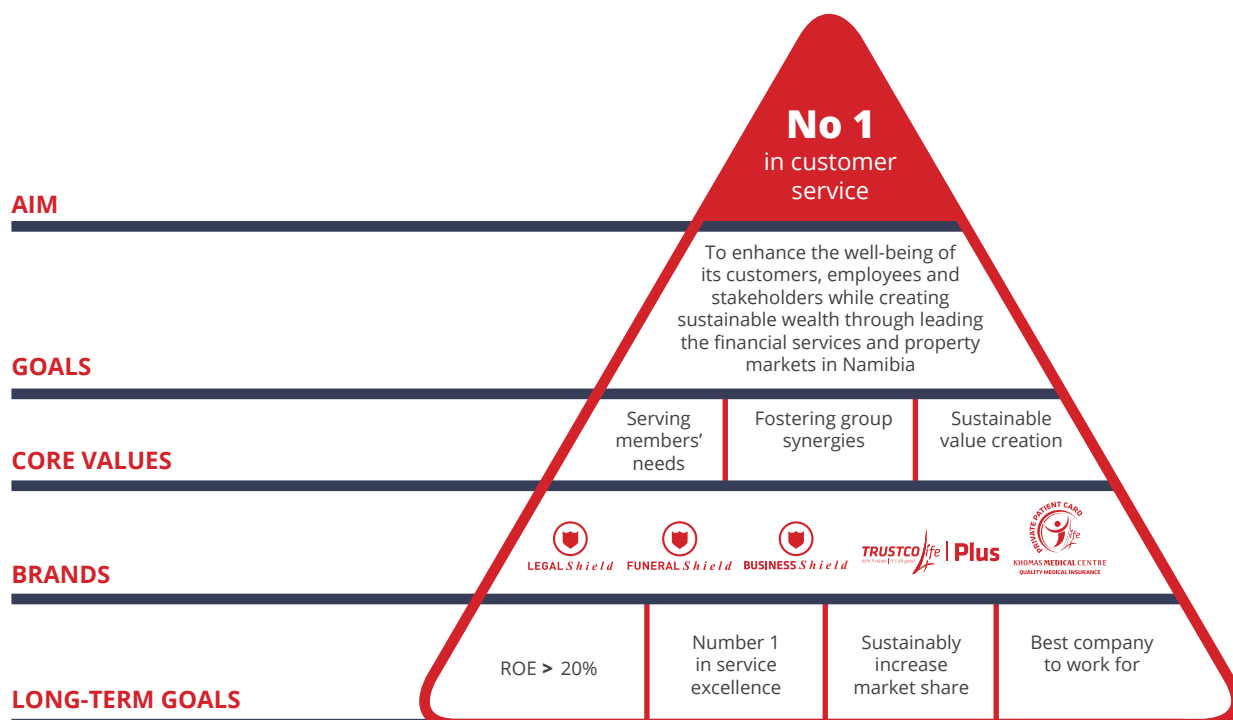 No 1
in customer
service
AIM
To enhance the well-being of
its customers, employees and
stakeholders while creating
sustainable wealth through leading
the financial services and property
markets in Namibia
GOALS
Serving
members’
needs
Fostering group
synergies
Sustainable
value creation
CORE VALUES
LEGAL Shield
FUNERAL Shield
BUSINESS Shield
TRUSTCO life | Plus
PRIVATE PATIENT CARD
life
KHOMAS MEDICAL CENTRE
QUALITY MEDICAL INSURANCE
BRANDS
ROE > 20%
Number 1
in service
excellence
Sustainably
increase
market share
Best company
to work for
LONG-TERM GOALS